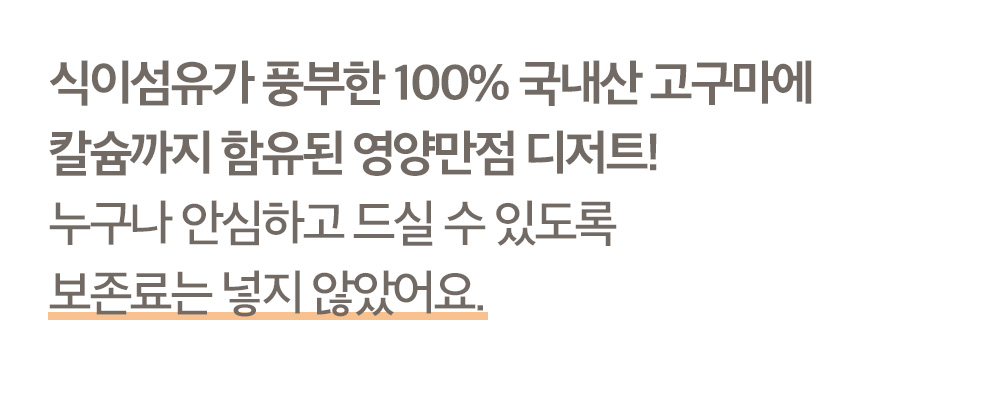 식이섬유가 풍부한 100% 국내산 고구마에
칼슘까지 함유된 영양만점 디저트!
누구나 안심하고 드실 수 있도록
보존료는 넣지 않았어요.